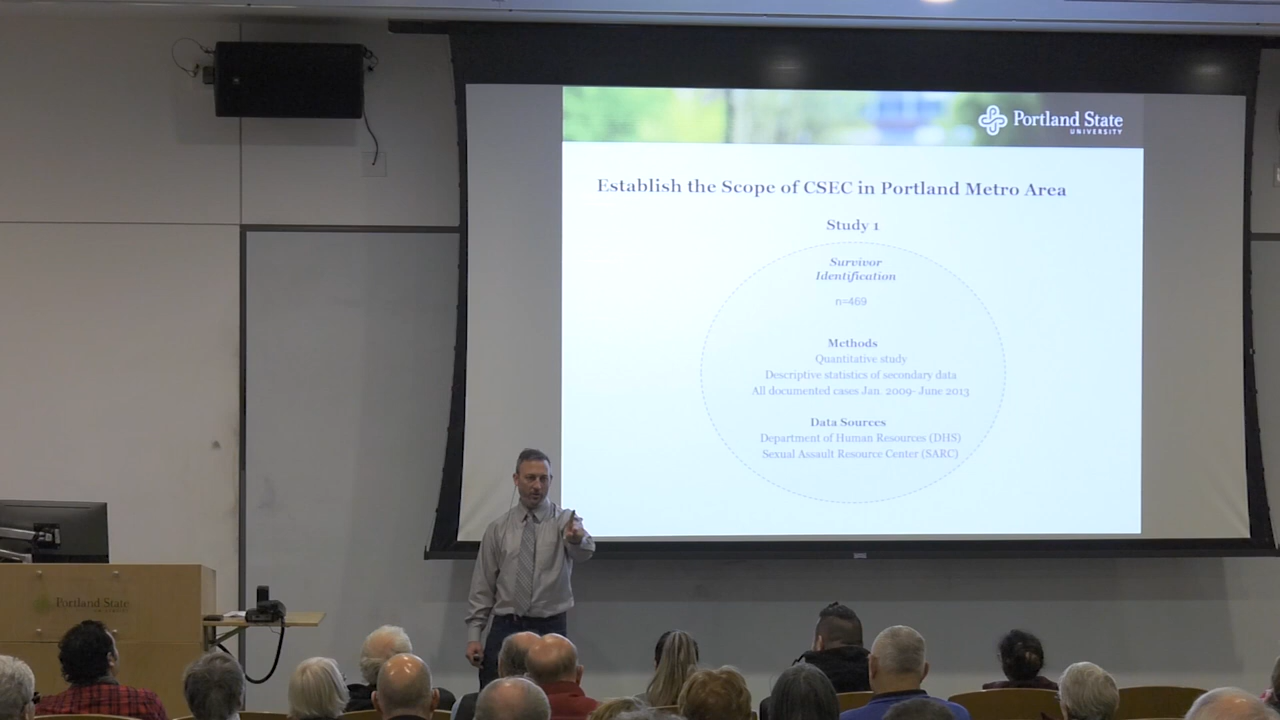 Portland State
UNIVERSITY
Establish the Scope of CSEC in Portland Metro Area
Study 1
Survivor
Identification
n=469
Methods
Quantitative study
Descriptive statistics of secondary data
All documented cases Jan. 2009- June 2013
Data Sources
Department of Human Resources (DHS)
Sexual Assault Resource Center (SARC)
Portland State